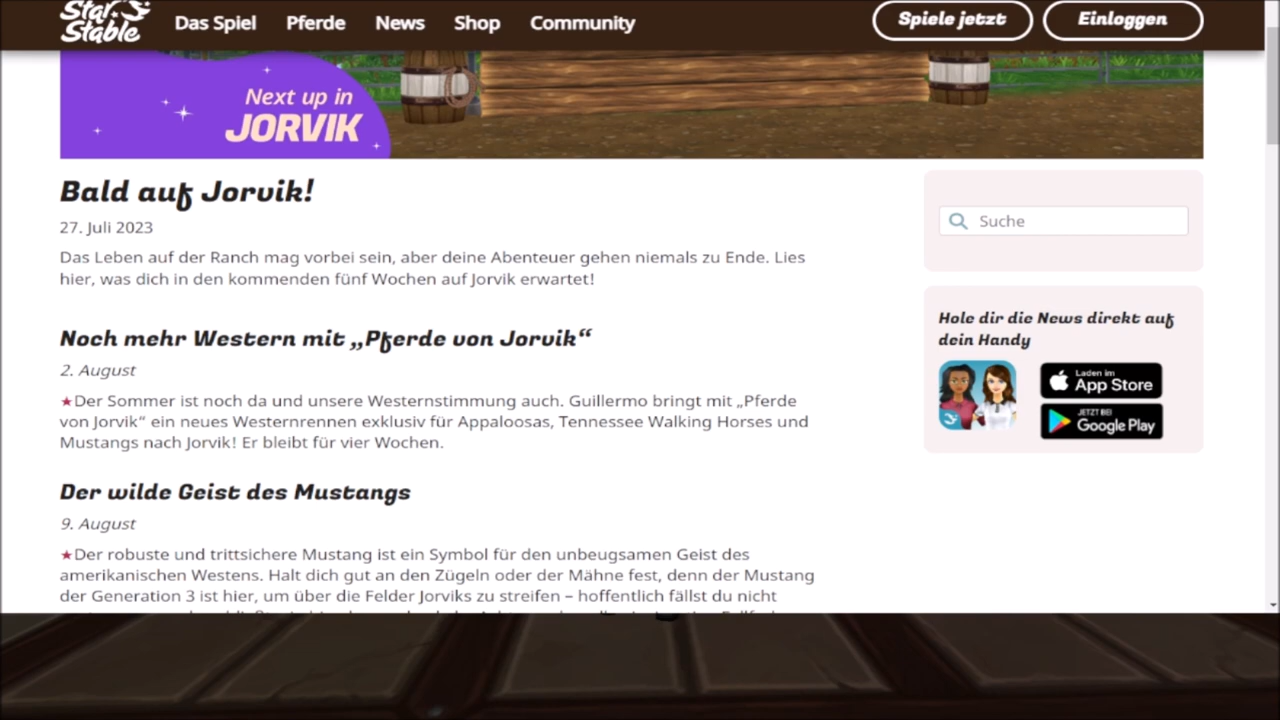 Star Stable
Das Spiel
Pferde
News
Shop
Community
Spiele jetzt
Einloggen
Next up in
JORVIK
Bald auf Jorvik!
27. Juli 2023
Das Leben auf der Ranch mag vorbei sein, aber deine Abenteuer gehen niemals zu Ende. Lies
hier, was dich in den kommenden fünf Wochen auf Jorvik erwartet!
Noch mehr Western mit „Pferde von Jorvik“
2. August
★Der Sommer ist noch da und unsere Westernstimmung auch. Guillermo bringt mit „Pferde
von Jorvik“ ein neues Westernrennen exklusiv für Appaloosas, Tennessee Walking Horses und
Mustangs nach Jorvik! Er bleibt für vier Wochen.
Der wilde Geist des Mustangs
9. August
★Der robuste und trittsichere Mustang ist ein Symbol für den unbeugsamen Geist des
amerikanischen Westens. Halt dich gut an den Zügeln oder der Mähne fest, denn der Mustang
der Generation 3 ist hier, um über die Felder Jorviks zu streifen – hoffentlich fällst du nicht
Suche
Hole dir die News direkt auf
dein Handy
Laden im
App Store
JETZT BEI
Google Play